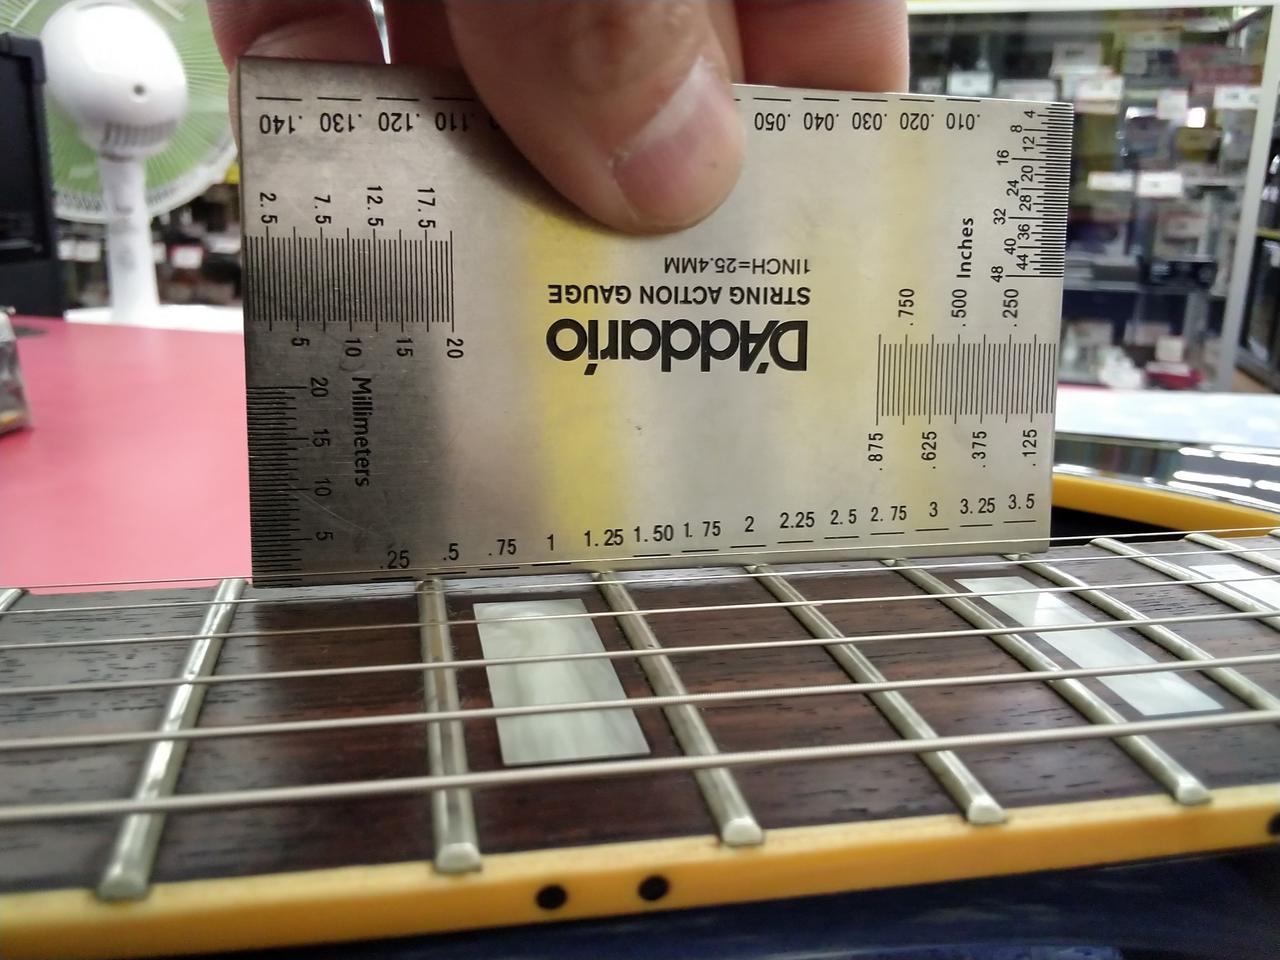 .140 .130 .120 .110 .050 .040 .030 .020 .010
4
8
12
16
20
24
28
32
36
40
44
48
2.5 7.5 12.5 17.5
5 10 15 20
Millimeters
20
15
10
5
1INCH=25.4MM
STRING ACTION GAUGE
D'Addario
Inches
.750 .500 .250
.875 .625 .375 .125
.25 .5 .75 1 1.25 1.50 1.75 2 2.25 2.5 2.75 3 3.25 3.5